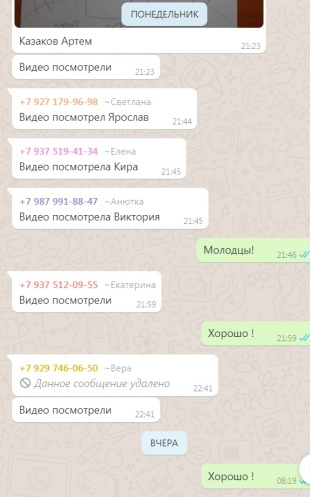 ПОНЕДЕЛЬНИК
Казаков Артем
21:23
Видео посмотрели
21:23
+7 927 179-96-98 ~Светлана
Видео посмотрел Ярослав
21:44
+7 937 519-41-34 ~Елена
Видео посмотрела Кира
21:45
+7 987 991-88-47 ~Анютка
Видео посмотрела Виктория
21:45
Молодцы!
21:46
+7 937 512-09-55 ~Екатерина
Видео посмотрели
21:59
Хорошо !
21:59
+7 929 746-06-50 ~Вера
Данное сообщение удалено
22:41
Видео посмотрели
22:41
ВЧЕРА
Хорошо !
08:19